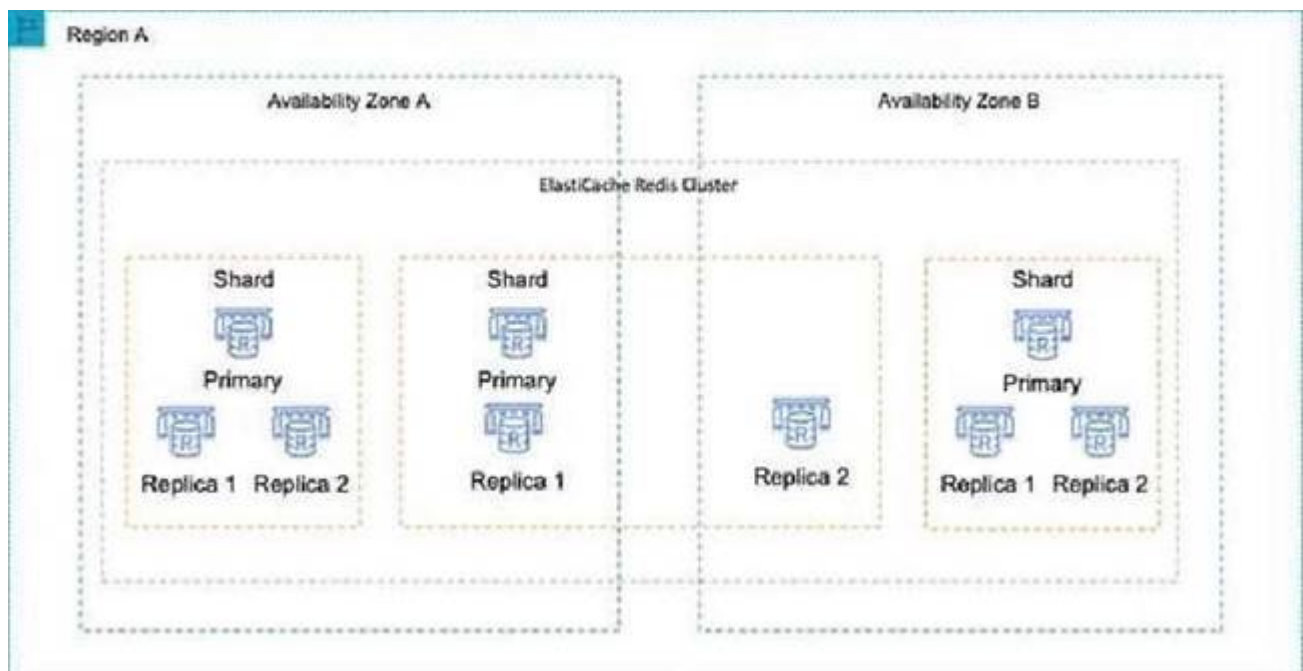 Region A
Availability Zone A
Availability Zone B
ElastiCache Redis Cluster
Shard
Shard
Shard
R
R
R
Primary
Primary
Primary
R
R
R
R
R
R
Replica 1
Replica 2
Replica 1
Replica 2
Replica 1
Replica 2